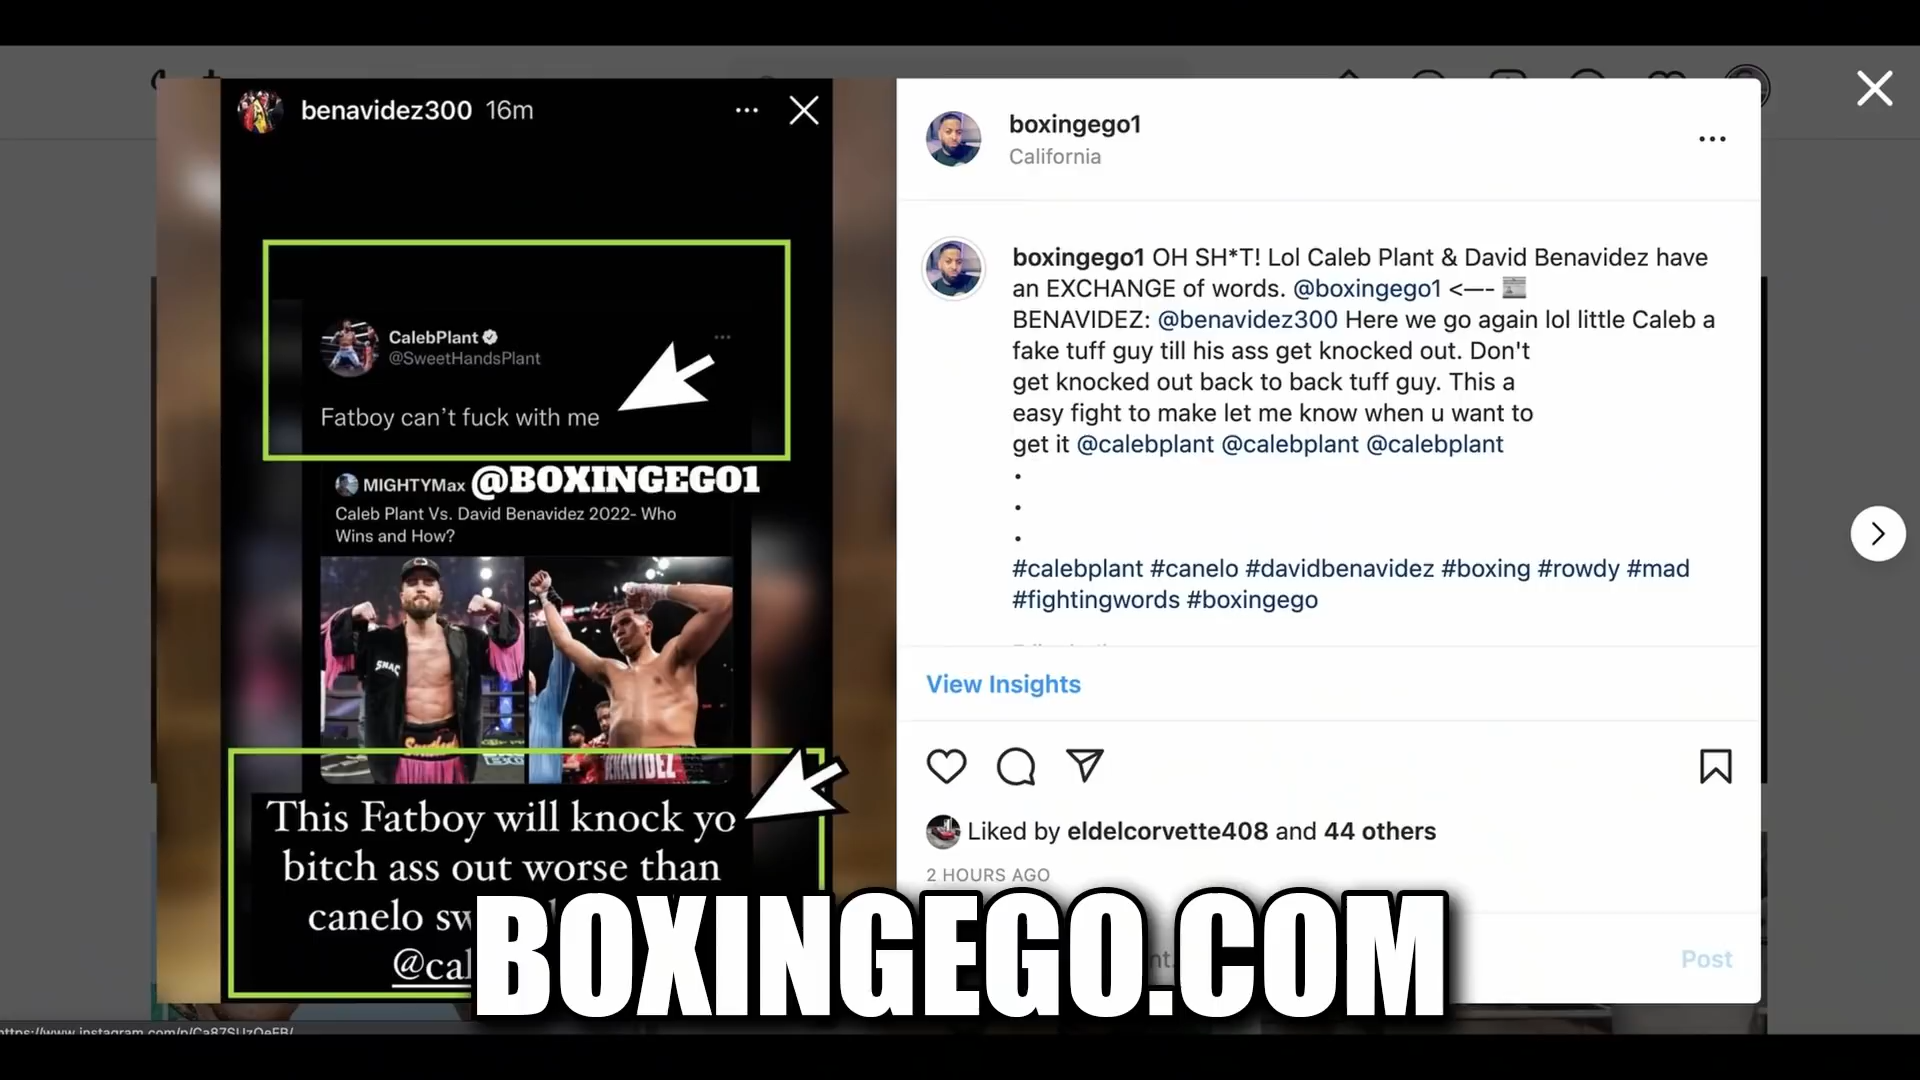 benavidez300 16m
CalebPlant
@SweetHandsPlant
Fatboy can't fuck with me
MIGHTYMax @BOXINGEGO1
Caleb Plant Vs. David Benavidez 2022- Who
Wins and How?
SNAC
BENAVIDEZ
This Fatboy will knock yo
bitch ass out worse than
canelo
boxingego1
California
boxingego1 OH SH*T! Lol Caleb Plant & David Benavidez have
an EXCHANGE of words. @boxingego1 <—-
BENAVIDEZ: @benavidez300 Here we go again lol little Caleb a
fake tuff guy till his ass get knocked out. Don't
get knocked out back to back tuff guy. This a
easy fight to make let me know when u want to
get it @calebplant @calebplant @calebplant
.
.
.
#calebplant #canelo #davidbenavidez #boxing #rowdy #mad
#fightingwords #boxingego
View Insights
Liked by eldelcorvette408 and 44 others
2 HOURS AGO
Post
BOXINGEGO.COM